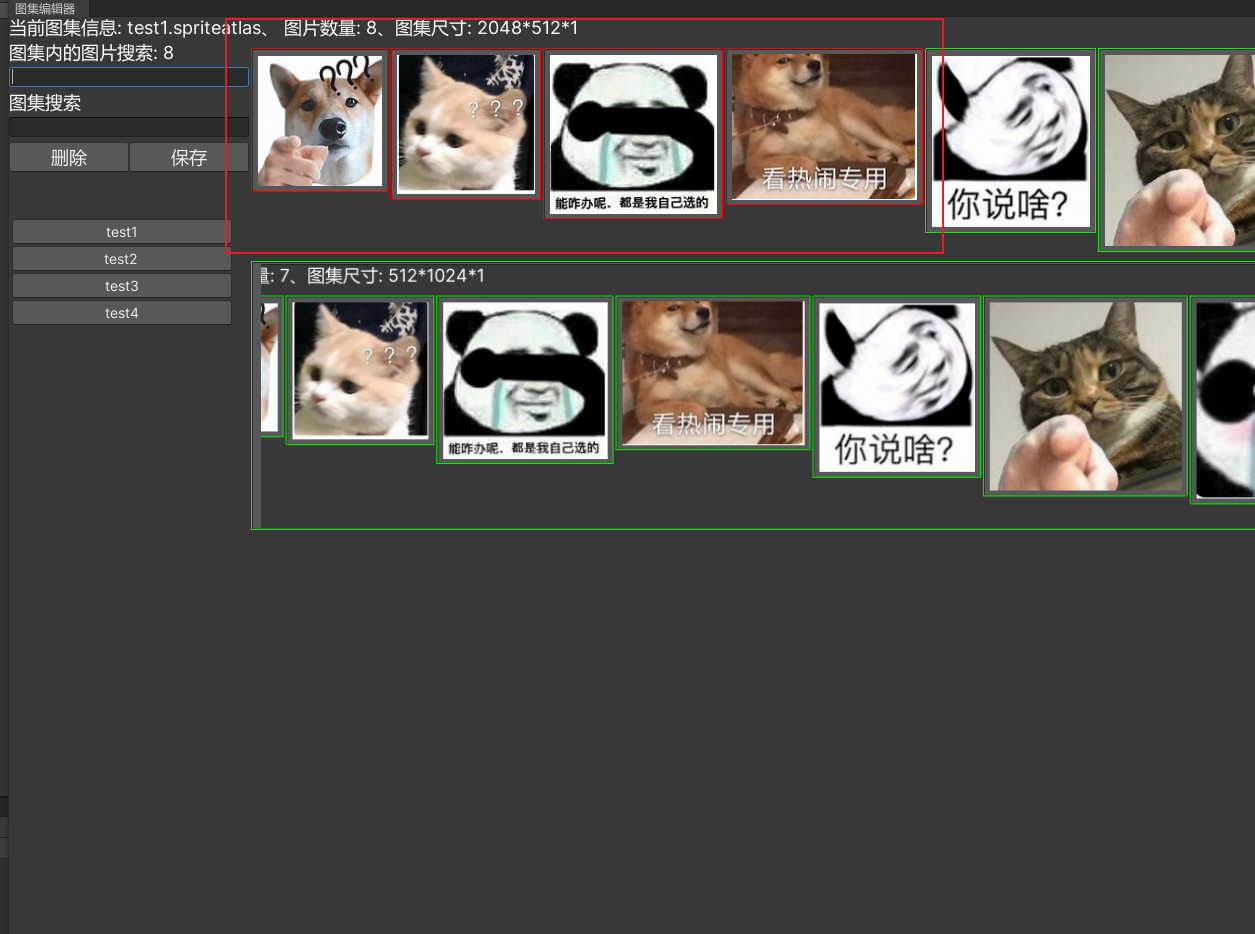 图集编辑器
当前图集信息: test1.spriteatlas、 图片数量: 8、图集尺寸: 2048*512*1
图集内的图片搜索: 8
图集搜索
删除
保存
test1
test2
test3
test4
???
? ? ?
能咋办呢、都是我自己选的
看热闹专用
你说啥?
量: 7、图集尺寸: 512*1024*1
? ? ?
能咋办呢、都是我自己选的
看热闹专用
你说啥?